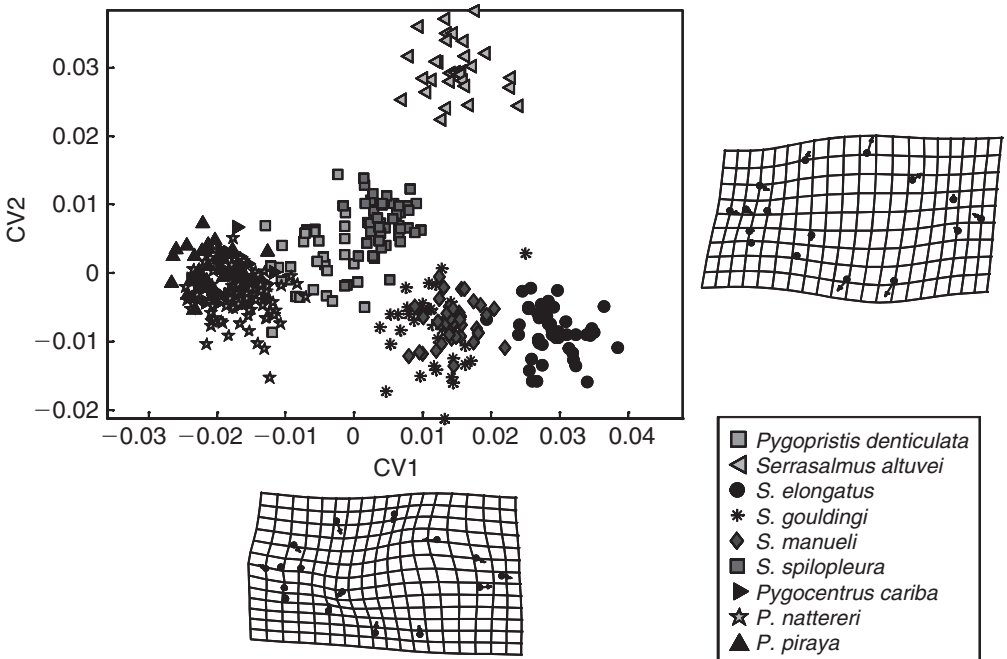 0.03
0.02
0.01
0
−0.01
−0.02
CV2
−0.03
−0.02
−0.01
0
0.01
0.02
0.03
0.04
CV1
Pygopristis denticulata
Serrasalmus altuvei
S. elongatus
S. gouldingi
S. manueli
S. spilopleura
Pygocentrus cariba
P. nattereri
P. piraya